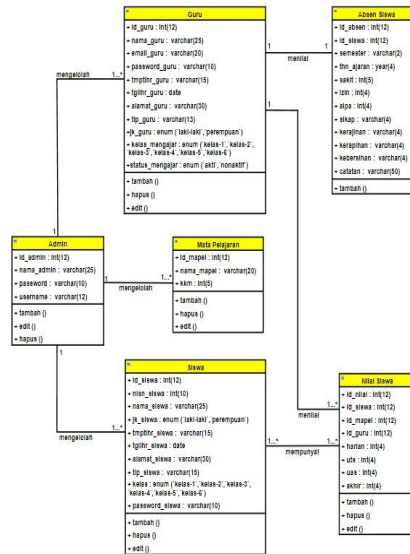 Guru
+ id_guru : int(12)
+ nama_guru : varchar(25)
+ email_guru : varchar(20)
+ password_guru : varchar(10)
+ tmptlhr_guru : varchar(15)
+ tgllhr_guru : date
+ alamat_guru : varchar(30)
+ tlp_guru : varchar(13)
+ jk_guru : enum ('laki-laki','perempuan')
+ kelas_mengajar : enum ('kelas-1','kelas-2',
'kelas-3','kelas-4','kelas-5','kelas-6')
+ status_mengajar : enum ('aktif','nonaktif')
+ tambah ()
+ hapus ()
+ edit ()
Absen Siswa
+ id_absen : int(12)
+ id_siswa : int(12)
+ semester : varchar(2)
+ thn_ajaran : year(4)
+ sakit : int(5)
+ izin : int(4)
+ alpa : int(4)
+ sikap : varchar(4)
+ kerajinan : varchar(4)
+ kerapihan : varchar(4)
+ kebersihan : varchar(4)
+ catatan : varchar(50)
+ tambah ()
mengelolah
1...*
1
menilai
1
1
1
Admin
+ id_admin : int(12)
+ nama_admin : varchar(25)
+ password : varchar(10)
+ username : varchar(12)
+ tambah ()
+ edit ()
+ hapus ()
1
mengelolah
1...*
Mata Pelajaran
+ id_mapel : int(12)
+ nama_mapel : varchar(20)
+ kkm : int(5)
+ tambah ()
+ hapus ()
+ edit ()
1
mengelolah
1...*
Siswa
+ id_siswa : int(12)
+ nisn_siswa : int(10)
+ nama_siswa : varchar(25)
+ jk_siswa : enum ('laki-laki','perempuan')
+ tmptlhr_siswa : varchar(15)
+ tgllhr_siswa : date
+ alamat_siswa : varchar(30)
+ tlp_siswa : varchar(15)
+ kelas : enum ('kelas-1','kelas-2','kelas-3',
'kelas-4','kelas-5','kelas-6')
+ password_siswa : varchar(10)
+ tambah ()
+ hapus ()
+ edit ()
menilai
1...*
1...*
mempunyai
1...*
Nilai Siswa
+ id_nilai : int(12)
+ id_siswa : int(12)
+ id_mapel : int(12)
+ id_guru : int(12)
+ harian : int(4)
+ uts : int(4)
+ uas : int(4)
+ akhir : int(4)
+ tambah ()
+ hapus ()
+ edit ()